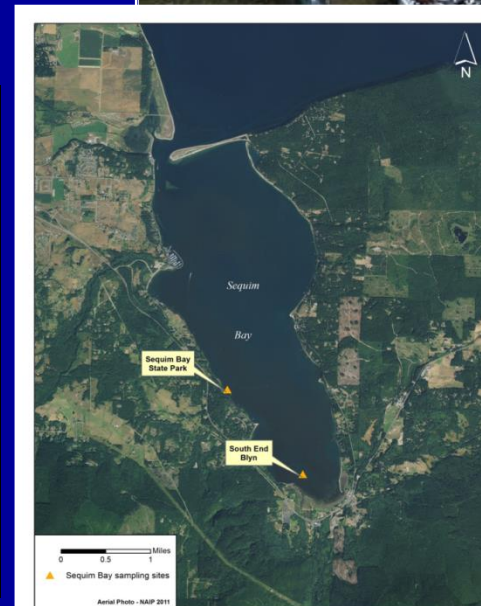 N
Sequim
Bay
Sequim Bay
State Park
South End
Blyn
Miles
0 0.5 1
Sequim Bay sampling sites
Aerial Photo - NAIP 2011